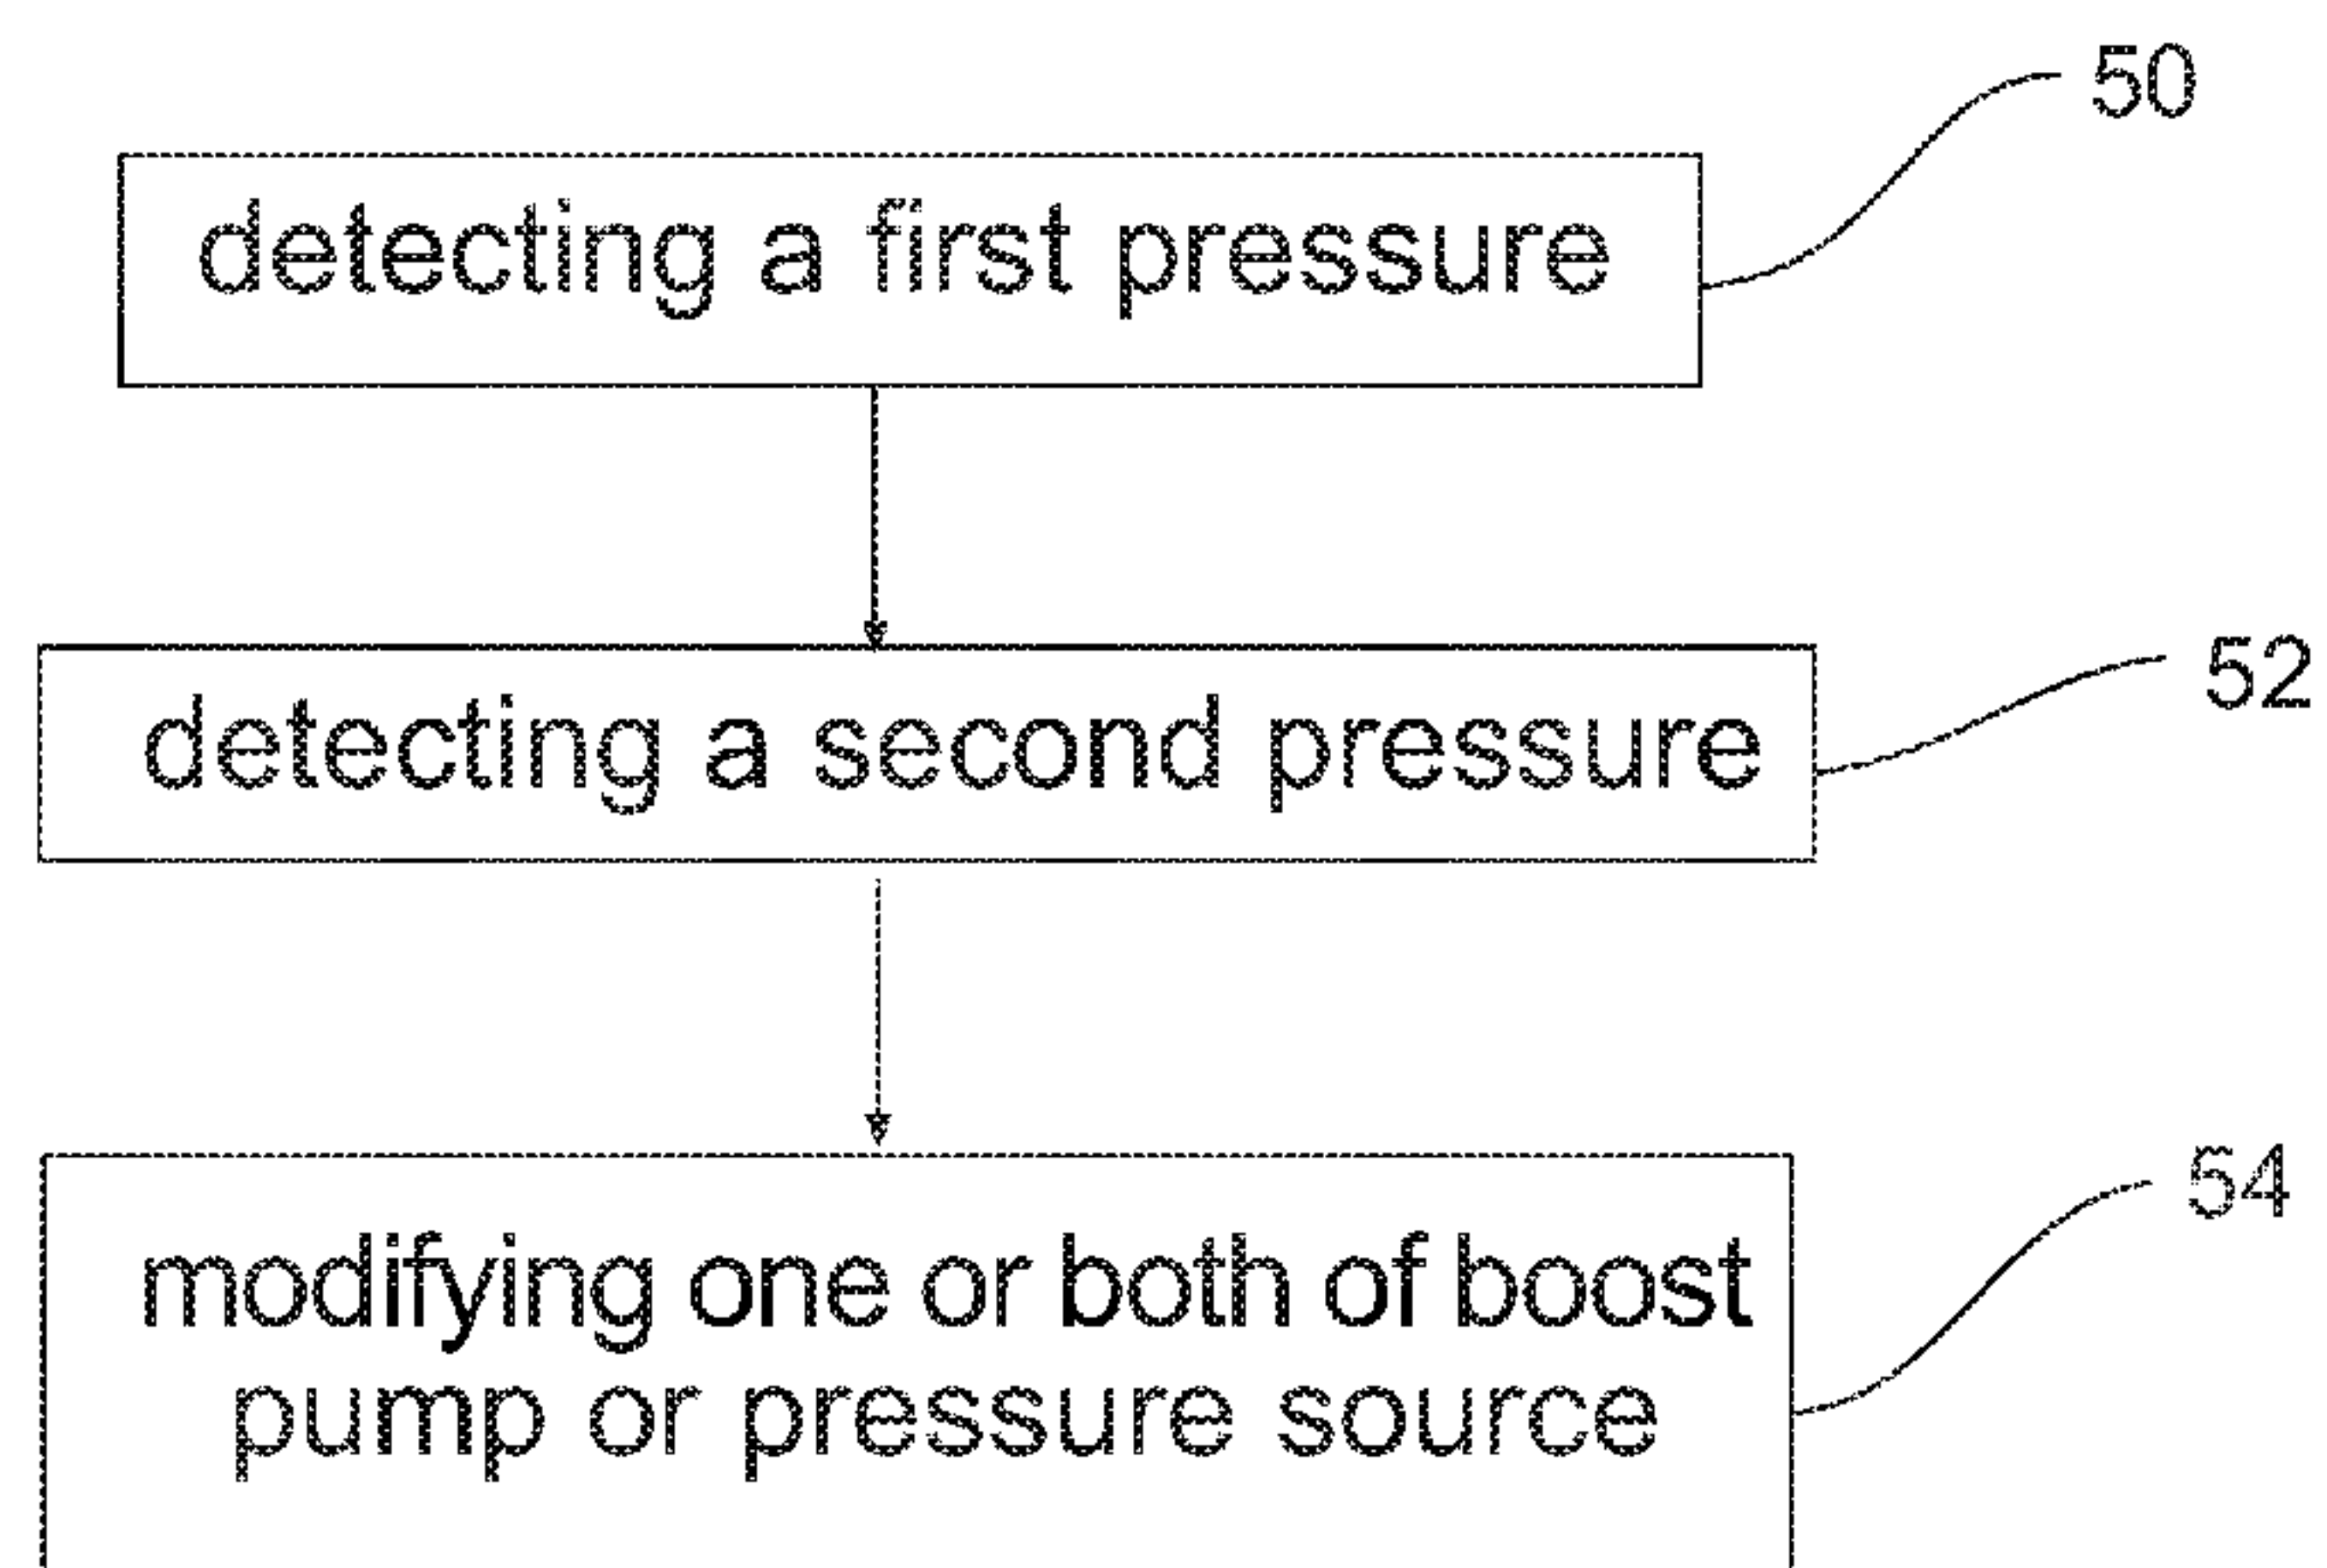 50
detecting a first pressure
52
detecting a second pressure
54
modifying one or both of boost
pump or pressure source